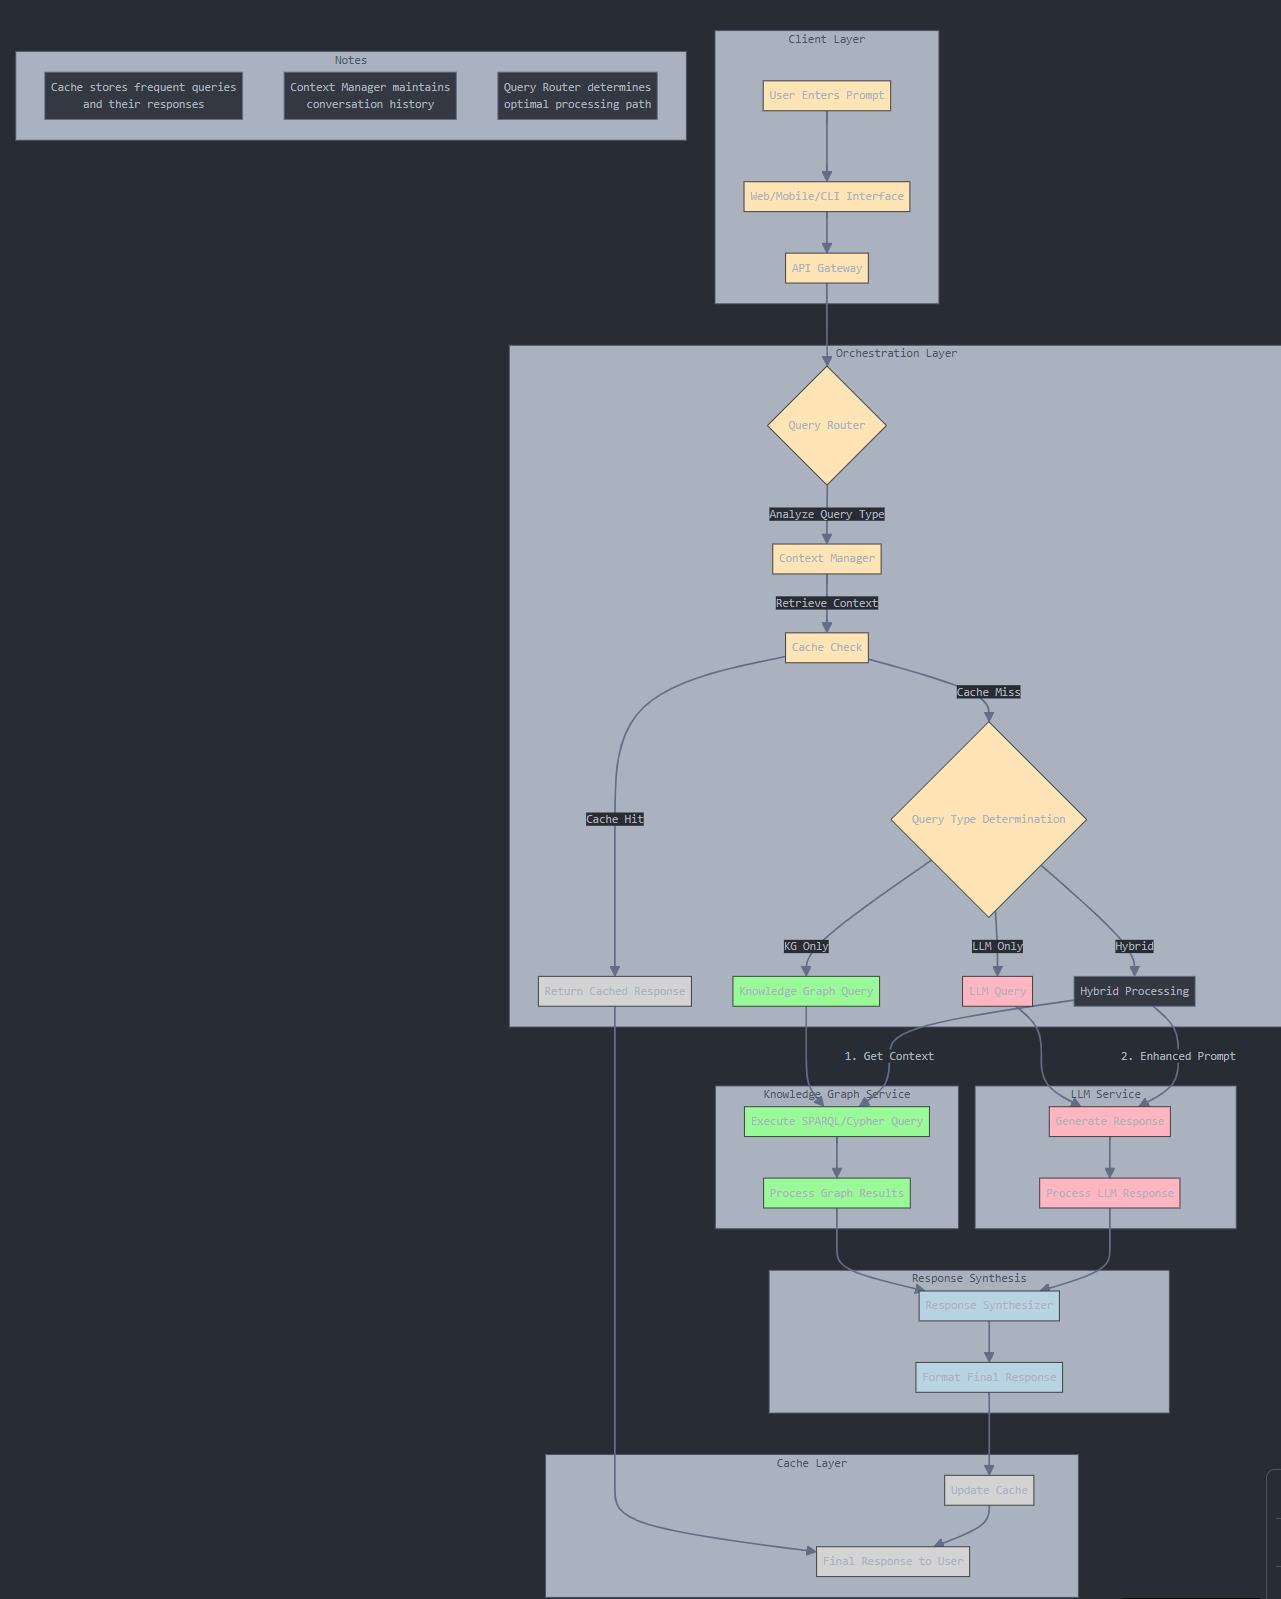 Notes
Cache stores frequent queries
and their responses
Context Manager maintains
conversation history
Query Router determines
optimal processing path
Client Layer
User Enters Prompt
Web/Mobile/CLI Interface
API Gateway
Orchestration Layer
Query Router
Analyze Query Type
Context Manager
Retrieve Context
Cache Check
Cache Miss
Query Type Determination
Cache Hit
KG Only
LLM Only
Hybrid
Return Cached Response
Knowledge Graph Query
LLM Query
Hybrid Processing
1. Get Context
2. Enhanced Prompt
Knowledge Graph Service
Execute SPARQL/Cypher Query
Process Graph Results
LLM Service
Generate Response
Process LLM Response
Response Synthesis
Response Synthesizer
Format Final Response
Cache Layer
Update Cache
Final Response to User